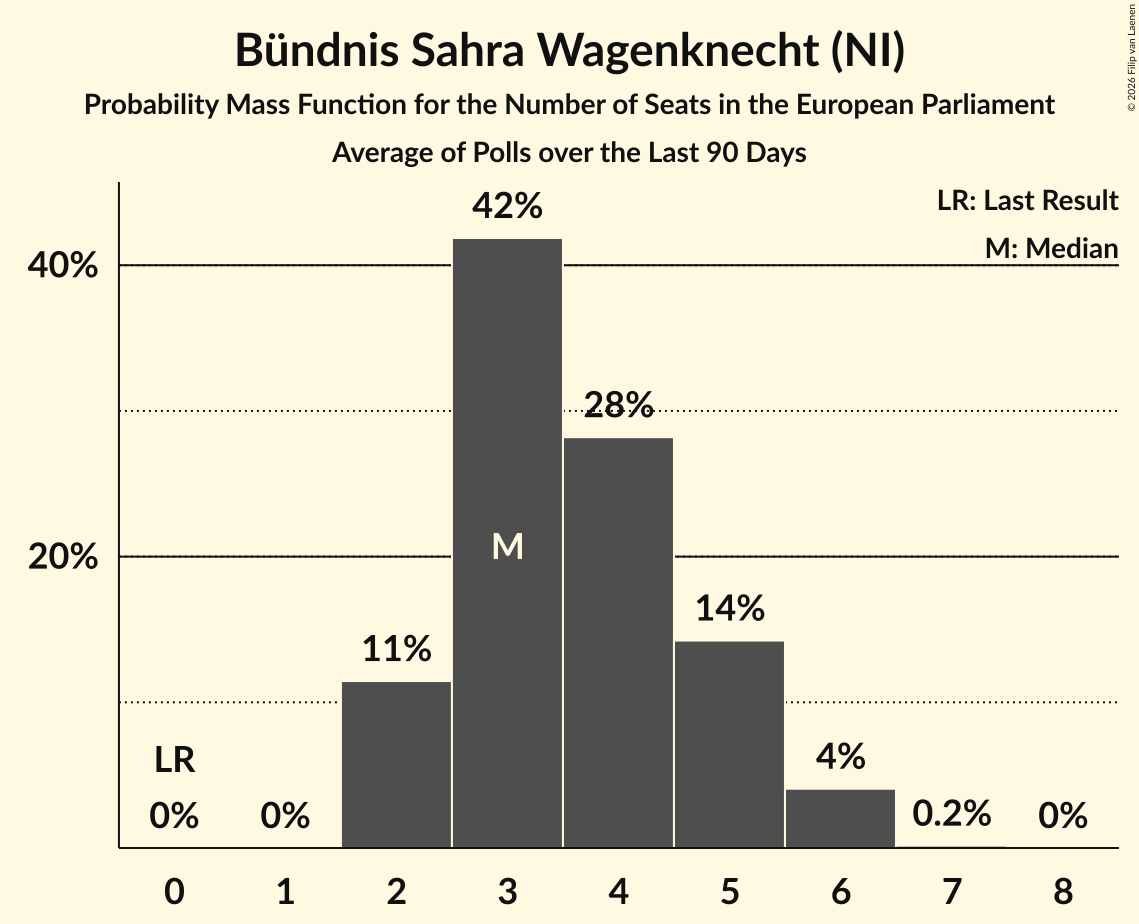 Bündnis Sahra Wagenknecht (NI)
Probability Mass Function for the Number of Seats in the European Parliament
Average of Polls over the Last 90 Days
© 2026 Filip van Laenen
LR: Last Result
M: Median
42%
40%
28%
M
20%
14%
11%
LR
4%
0%
0%
0.2%
0%
0 1 2 3 4 5 6 7 8